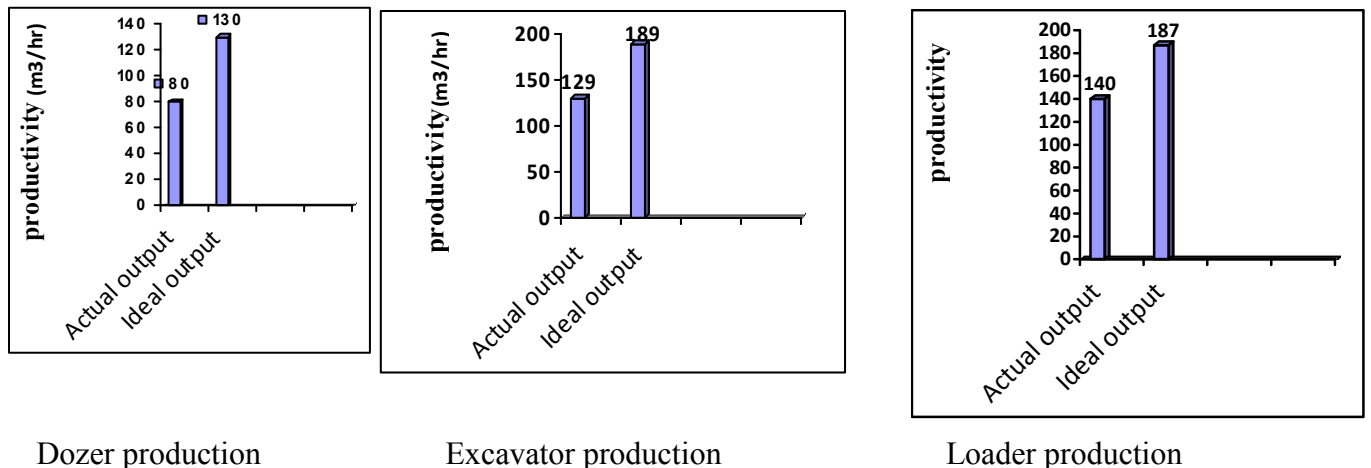 productivity (m3/hr)
140
120
100
80
60
40
20
0
80
130
Actual output
Ideal output
productivity(m3/hr)
200
150
100
50
0
129
189
Actual output
Ideal output
productivity
200
180
160
140
120
100
80
60
40
20
0
140
187
Actual output
Ideal output
Dozer production
Excavator production
Loader production